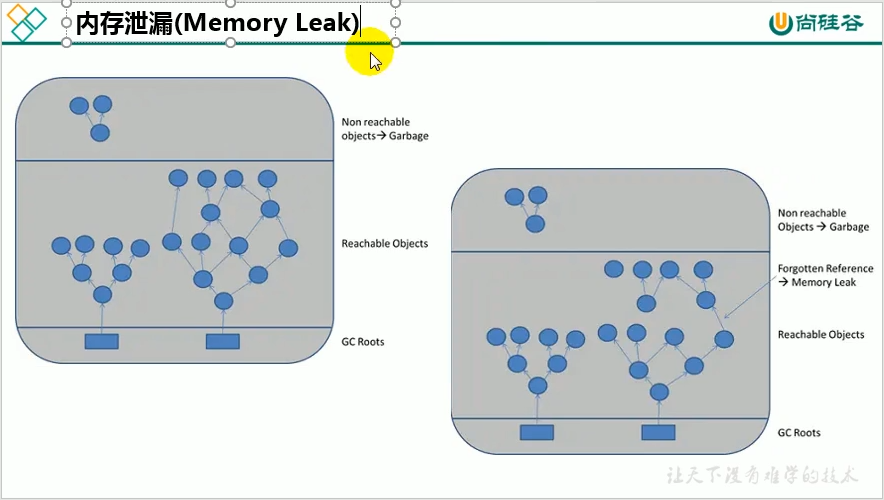 内存泄漏(Memory Leak)
尚硅谷
Non reachable
objects→ Garbage
Reachable Objects
GC Roots
Non reachable
Objects → Garbage
Forgotten Reference
→ Memory Leak
Reachable Objects
GC Roots
让天下没有难学的技术